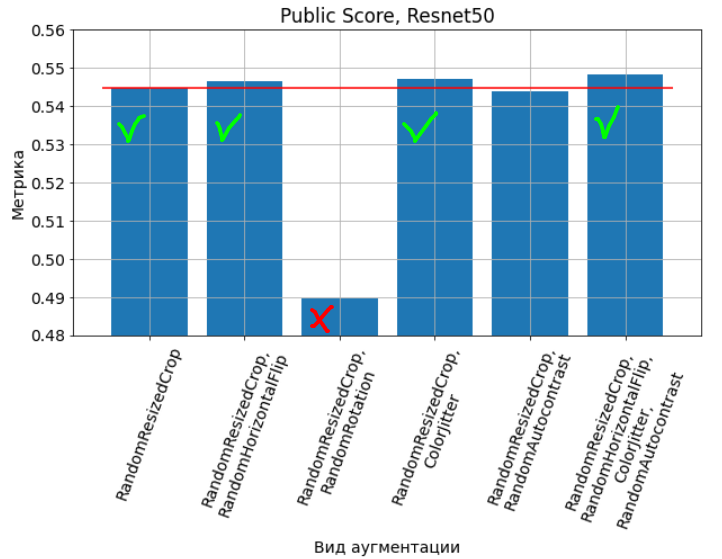 Public Score, Resnet50
Метрика
0.56
0.55
0.54
0.53
0.52
0.51
0.50
0.49
0.48
RandomResizedCrop
RandomResizedCrop,
RandomHorizontalFlip
RandomResizedCrop,
RandomRotation
RandomResizedCrop,
ColorJitter
RandomResizedCrop,
RandomAutocontrast
RandomResizedCrop,
RandomHorizontalFlip,
ColorJitter,
RandomAutocontrast
Вид аугментации